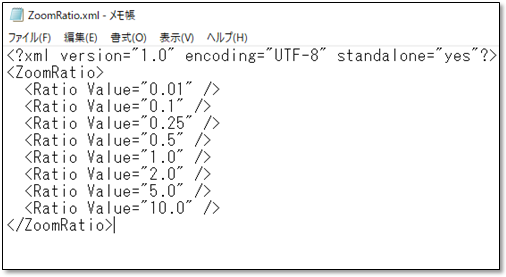 ZoomRatio.xml - メモ帳
ファイル(F) 編集(E) 書式(O) 表示(V) ヘルプ(H)
<?xml version="1.0" encoding="UTF-8" standalone="yes"?>
<ZoomRatio>
  <Ratio Value="0.01" />
  <Ratio Value="0.1" />
  <Ratio Value="0.25" />
  <Ratio Value="0.5" />
  <Ratio Value="1.0" />
  <Ratio Value="2.0" />
  <Ratio Value="5.0" />
  <Ratio Value="10.0" />
</ZoomRatio>